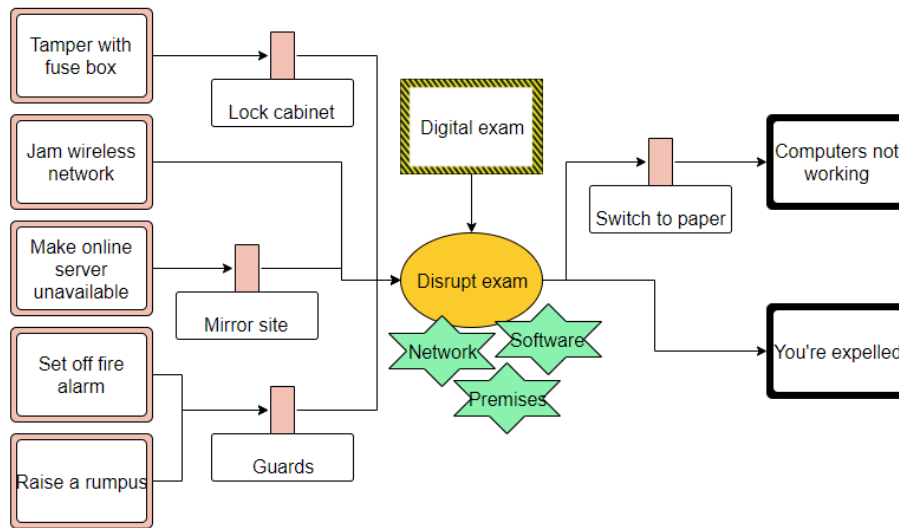 Tamper with
fuse box
Lock cabinet
Jam wireless
network
Make online
server
unavailable
Mirror site
Set off fire
alarm
Raise a rumpus
Guards
Digital exam
Disrupt exam
Network
Software
Premises
Switch to paper
Computers not
working
You're expelled